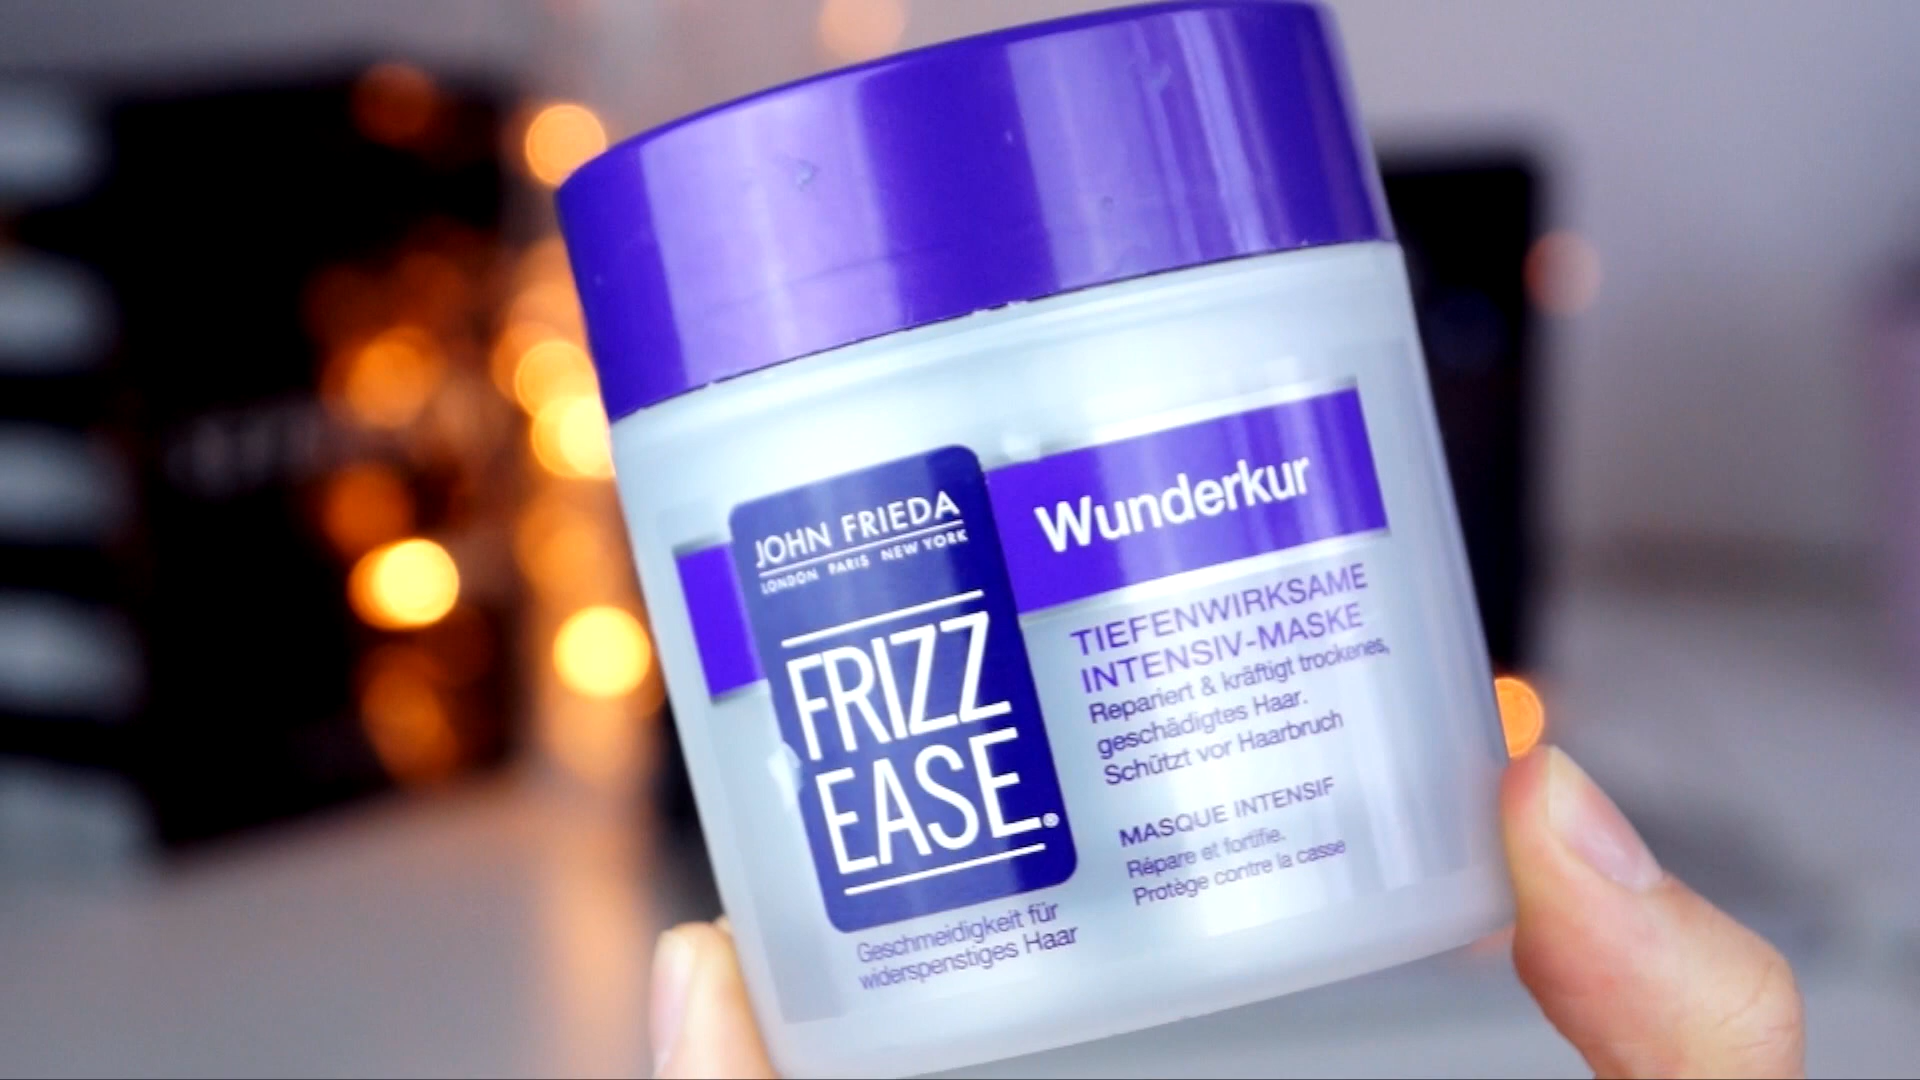 JOHN FRIEDA
LONDON PARIS NEW YORK
FRIZZ
EASE®
Geschmeidigkeit für
widerspenstiges Haar
Wunderkur
TIEFENWIRKSAME
INTENSIV-MASKE
Repariert & kräftigt trockenes,
geschädigtes Haar.
Schützt vor Haarbruch
MASQUE INTENSIF
Répare et fortifie.
Protège contre la casse